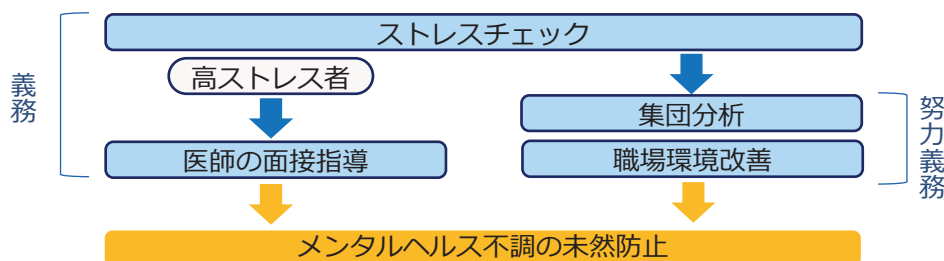 ストレスチェック
義務
高ストレス者
集団分析
努力義務
医師の面接指導
職場環境改善
メンタルヘルス不調の未然防止